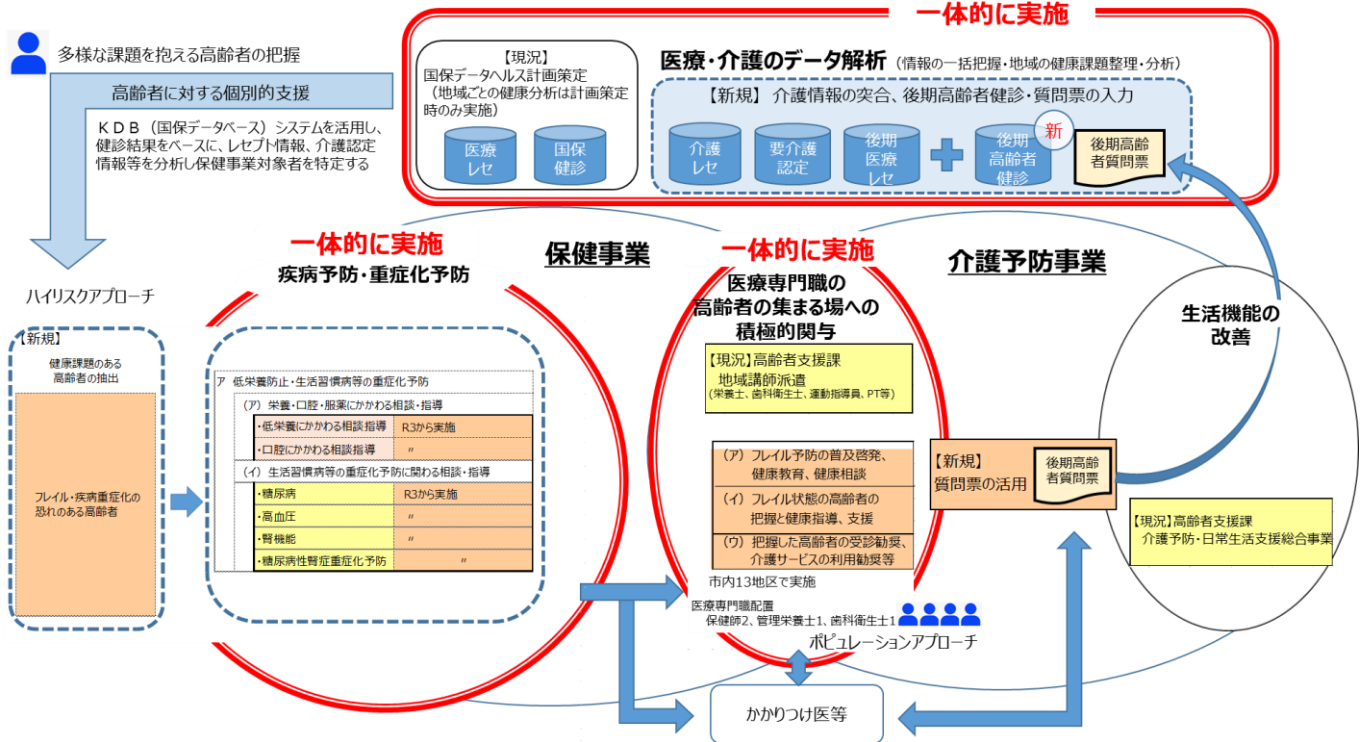 一体的に実施
多様な課題を抱える高齢者の把握
高齢者に対する個別的支援
KDB（国保データベース）システムを活用し、
健診結果をベースに、レセプト情報、介護認定
情報等を分析し保健事業対象者を特定する
【現況】
国保データヘルス計画策定
（地域ごとの健康分析は計画策定
時のみ実施）
医療
レセ
国保
健診
医療・介護のデータ解析（情報の一括把握・地域の健康課題整理・分析）
【新規】 介護情報の突合、後期高齢者健診・質問票の入力
介護
レセ
要介護
認定
後期
医療
レセ
後期
高齢者
健診
新
後期高齢
者質問票
一体的に実施
疾病予防・重症化予防
保健事業
一体的に実施
医療専門職の
高齢者の集まる場への
積極的関与
介護予防事業
生活機能の
改善
ハイリスクアプローチ
【新規】
健康課題のある
高齢者の抽出
フレイル・疾病重症化の
恐れのある高齢者
ア 低栄養防止・生活習慣病等の重症化予防
（ア）栄養・口腔・服薬にかかわる相談・指導
・低栄養にかかわる相談指導 R3から実施
・口腔にかかわる相談指導 〃
（イ）生活習慣病等の重症化予防に関わる相談・指導
・糖尿病 R3から実施
・高血圧 〃
・腎機能 〃
・糖尿病性腎症重症化予防 〃
【現況】高齢者支援課
地域講師派遣
(栄養士、歯科衛生士、運動指導員、PT等)
（ア）フレイル予防の普及啓発、
健康教育、健康相談
（イ）フレイル状態の高齢者の
把握と健康指導、支援
（ウ）把握した高齢者の受診勧奨、
介護サービスの利用勧奨等
市内13地区で実施
医療専門職配置
保健師2、管理栄養士1、歯科衛生士1
ポピュレーションアプローチ
【新規】
質問票の活用
後期高齢
者質問票
【現況】高齢者支援課
介護予防・日常生活支援総合事業
かかりつけ医等